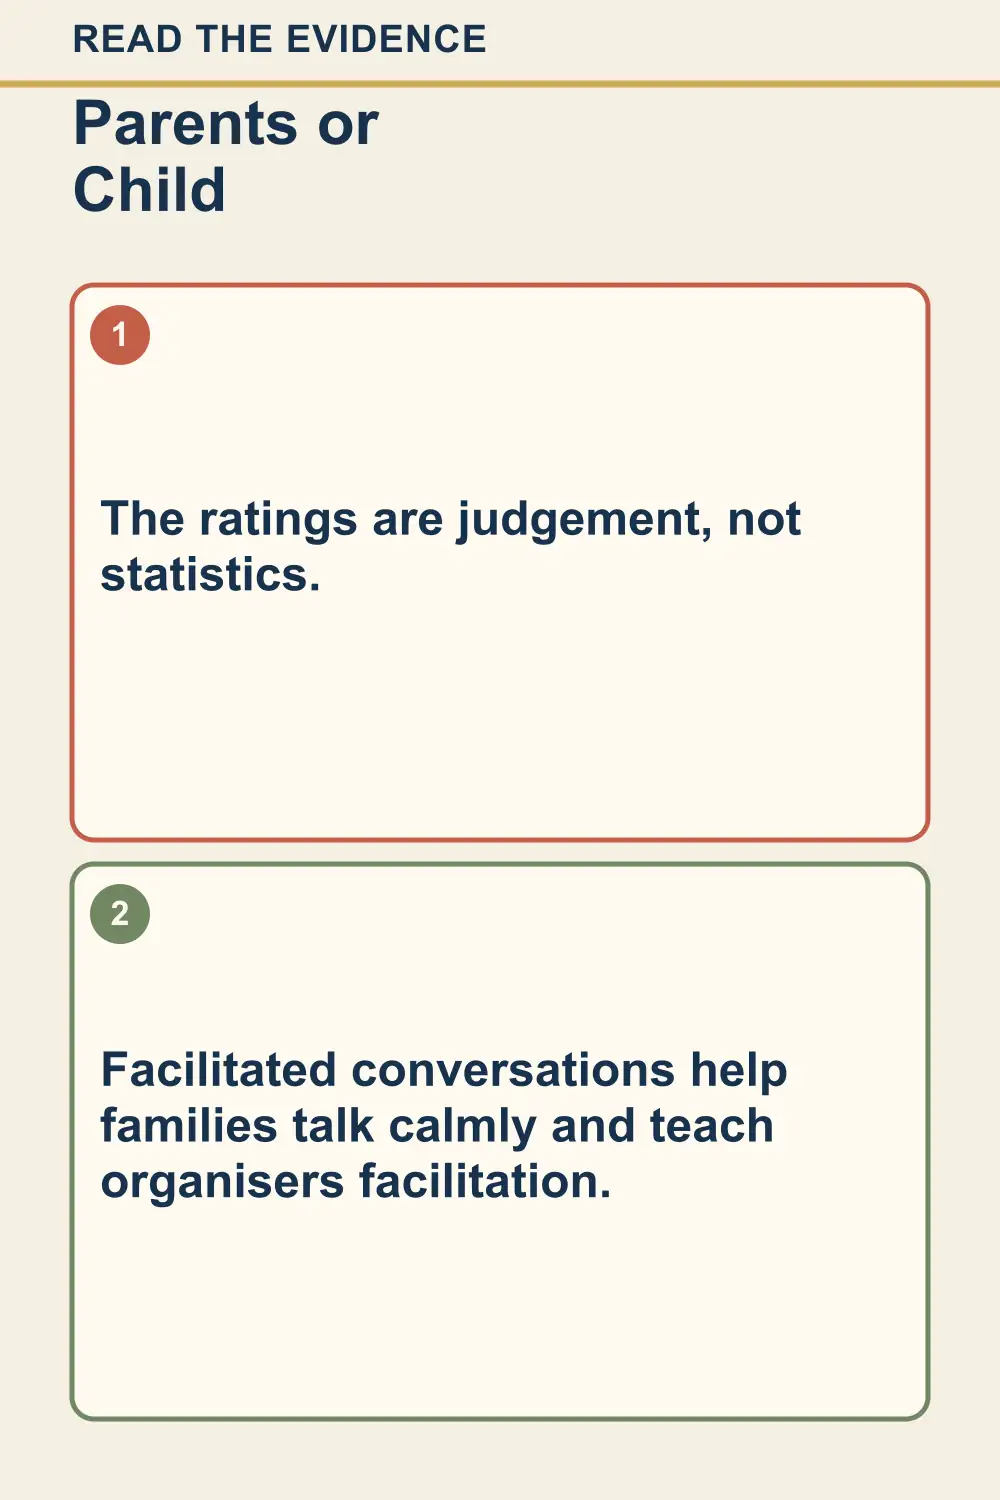 READ THE EVIDENCE
Parents or
Child
1
The ratings are judgement, not
statistics.
2
Facilitated conversations help
families talk calmly and teach
organisers facilitation.